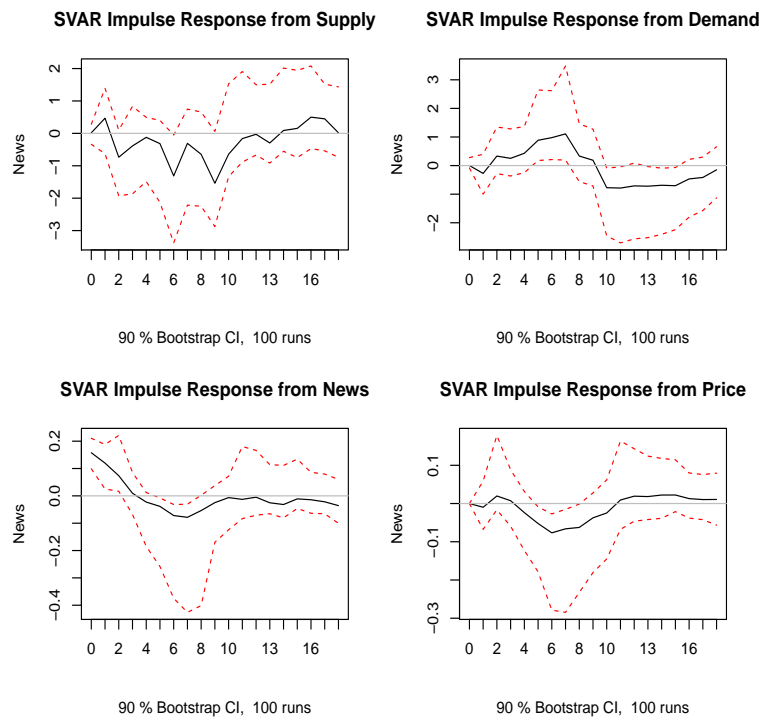 SVAR Impulse Response from Supply
News
2
1
0
−1
−2
−3
0 2 4 6 8 10 13 16
90 % Bootstrap CI, 100 runs
SVAR Impulse Response from Demand
News
3
2
1
0
−2
0 2 4 6 8 10 13 16
90 % Bootstrap CI, 100 runs
SVAR Impulse Response from News
News
0.2
0.0
−0.2
−0.4
0 2 4 6 8 10 13 16
90 % Bootstrap CI, 100 runs
SVAR Impulse Response from Price
News
0.1
−0.1
−0.3
0 2 4 6 8 10 13 16
90 % Bootstrap CI, 100 runs